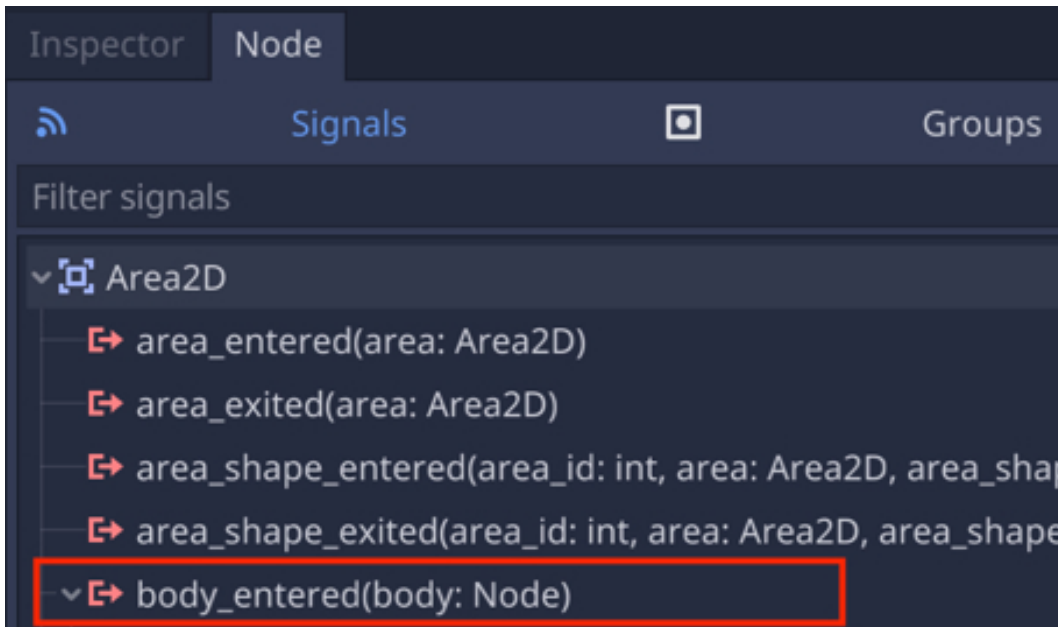 Inspector Node
Signals Groups
Filter signals
Area2D
area_entered(area: Area2D)
area_exited(area: Area2D)
area_shape_entered(area_id: int, area: Area2D, area_shap
area_shape_exited(area_id: int, area: Area2D, area_shape
body_entered(body: Node)